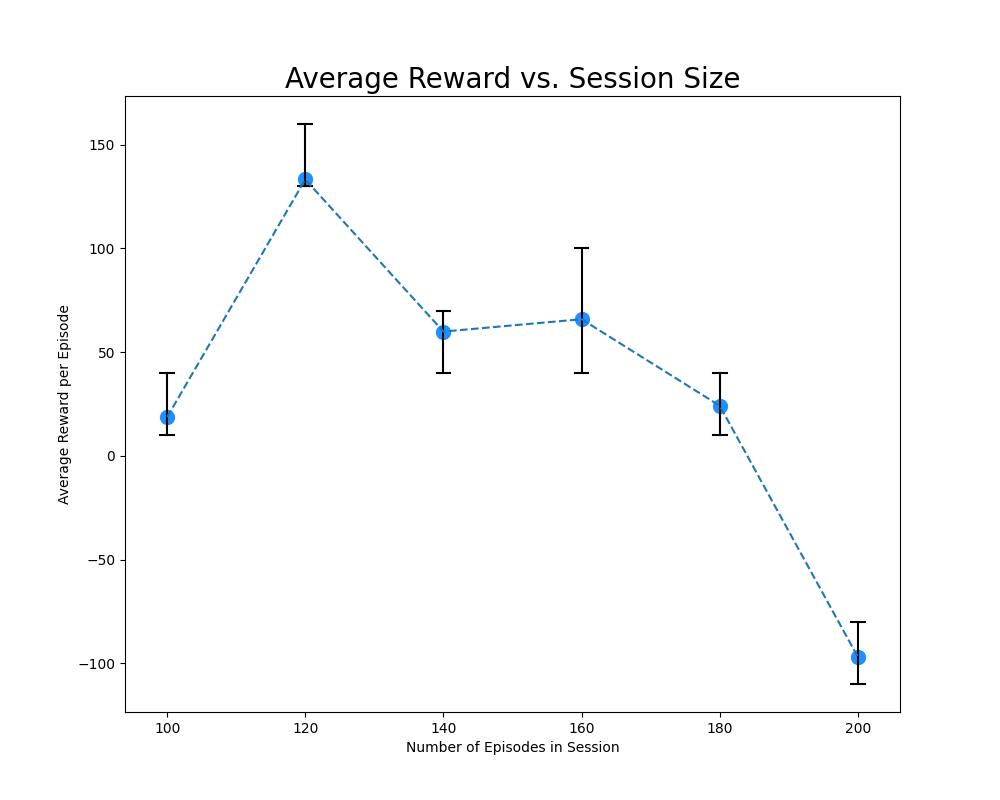 Average Reward vs. Session Size
150
100
50
0
−50
−100
Average Reward per Episode
100 120 140 160 180 200
Number of Episodes in Session